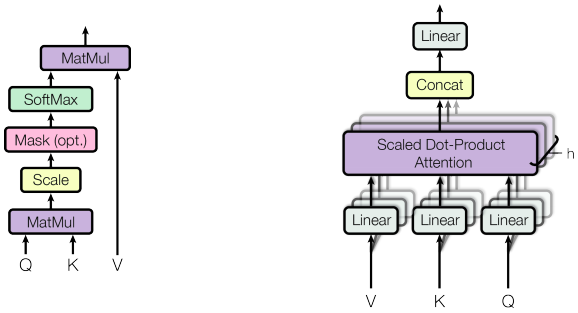 MatMul
SoftMax
Mask (opt.)
Scale
MatMul
Q K V
Linear
Concat
Scaled Dot-Product
Attention
h
Linear Linear Linear
V K Q